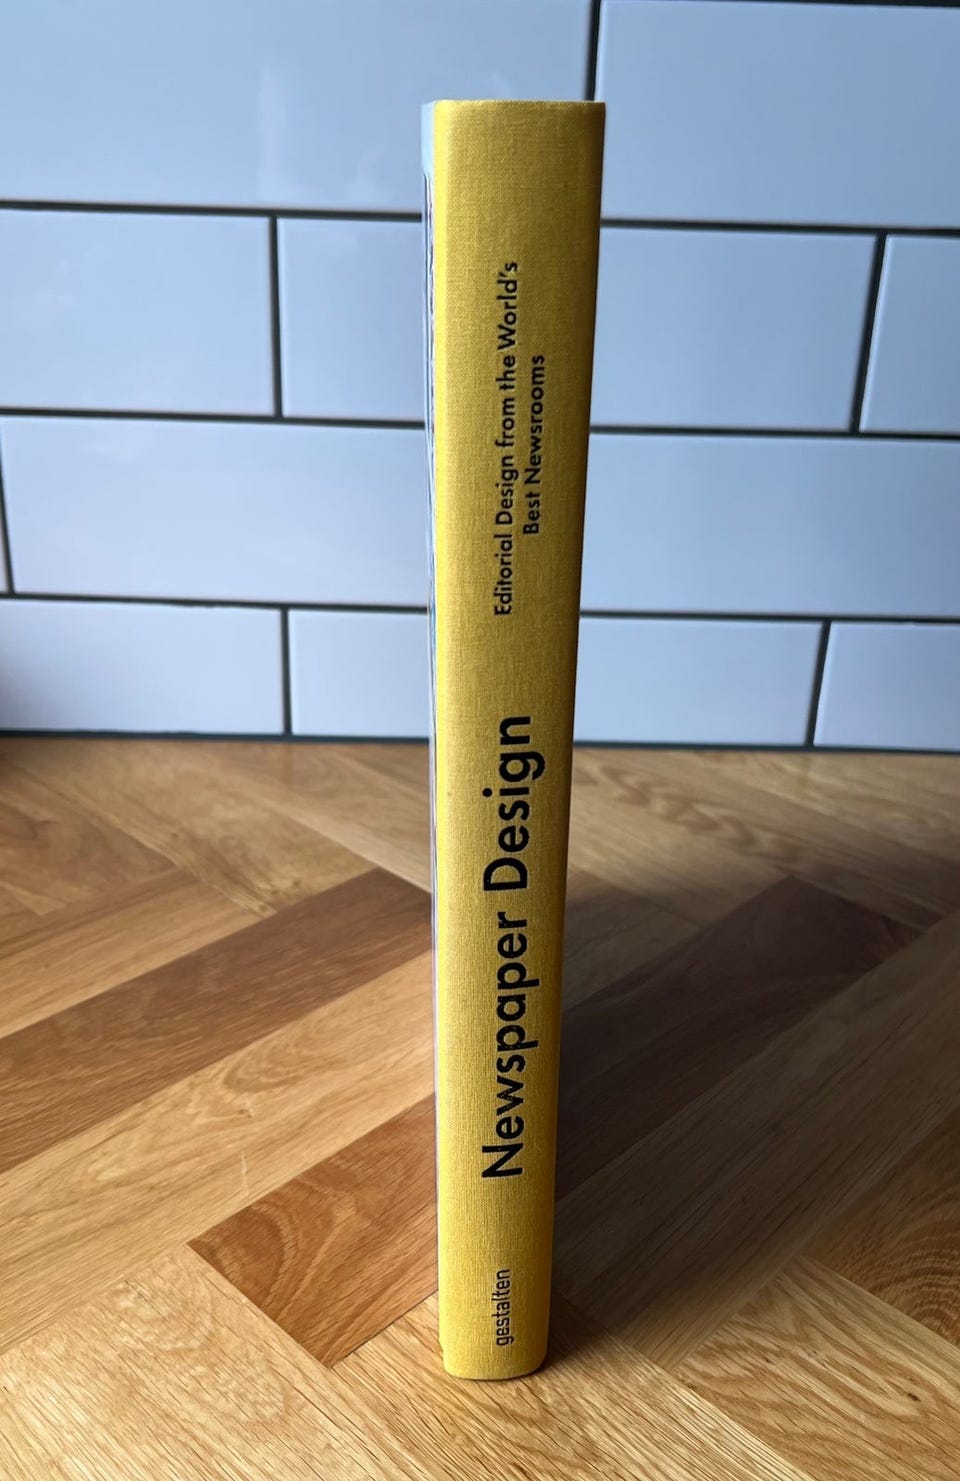 gestalten
Newspaper Design
Editorial Design from the World's
Best Newsrooms